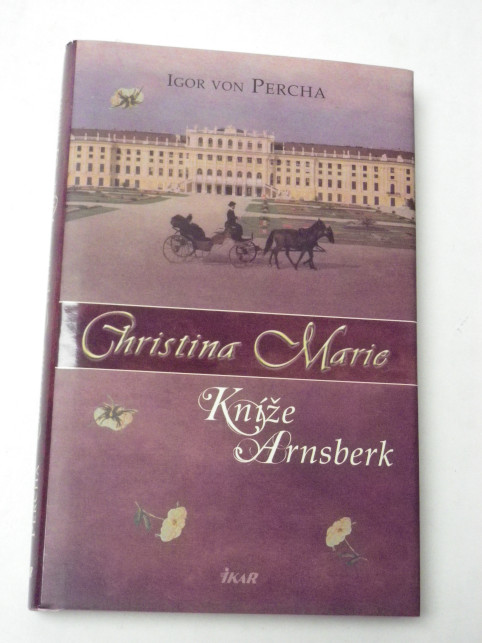 IGOR VON PERCHA
Christina Marie
Kníže
Arnsberk
IKAR
PERCHA